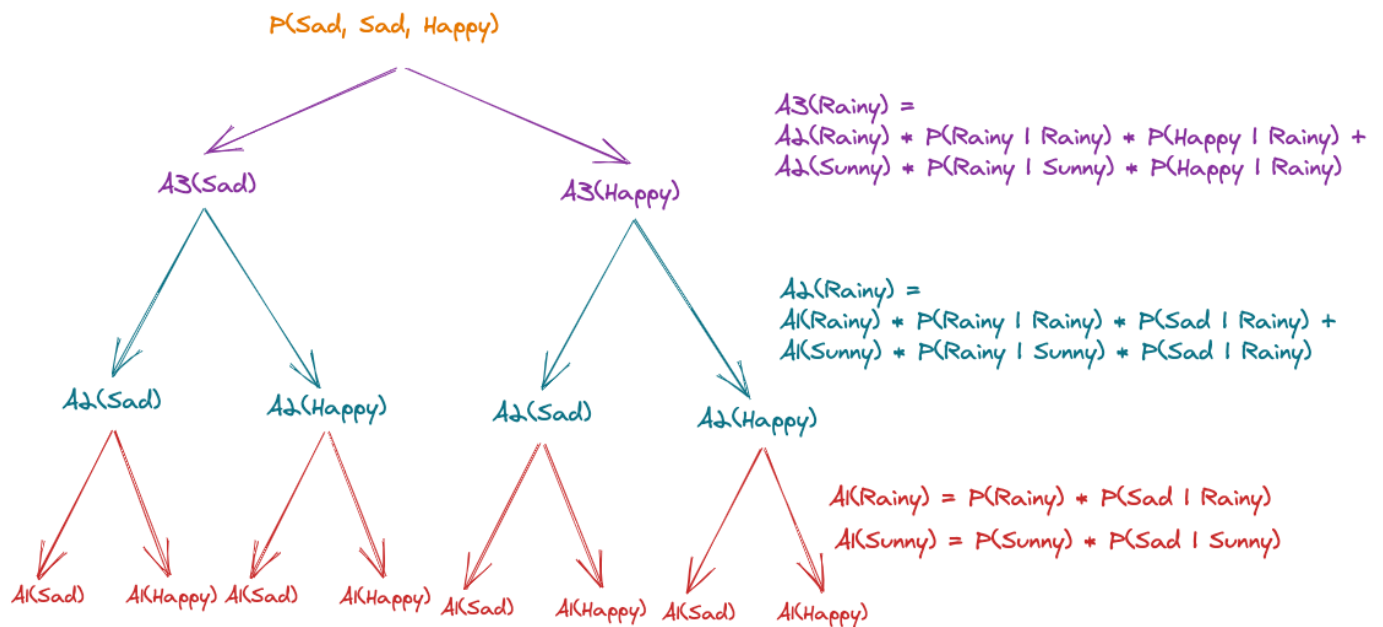 P(Sad, Sad, Happy)
A3(Rainy) =
A2(Rainy) * P(Rainy | Rainy) * P(Happy | Rainy) +
A2(Sunny) * P(Rainy | Sunny) * P(Happy | Rainy)
A3(Sad)
A3(Happy)
A2(Rainy) =
A1(Rainy) * P(Rainy | Rainy) * P(Sad | Rainy) +
A1(Sunny) * P(Rainy | Sunny) * P(Sad | Rainy)
A2(Sad)
A2(Happy)
A2(Sad)
A2(Happy)
A1(Rainy) = P(Rainy) * P(Sad | Rainy)
A1(Sunny) = P(Sunny) * P(Sad | Sunny)
A1(Sad)
A1(Happy)
A1(Sad)
A1(Happy)
A1(Sad)
A1(Happy)
A1(Sad)
A1(Happy)